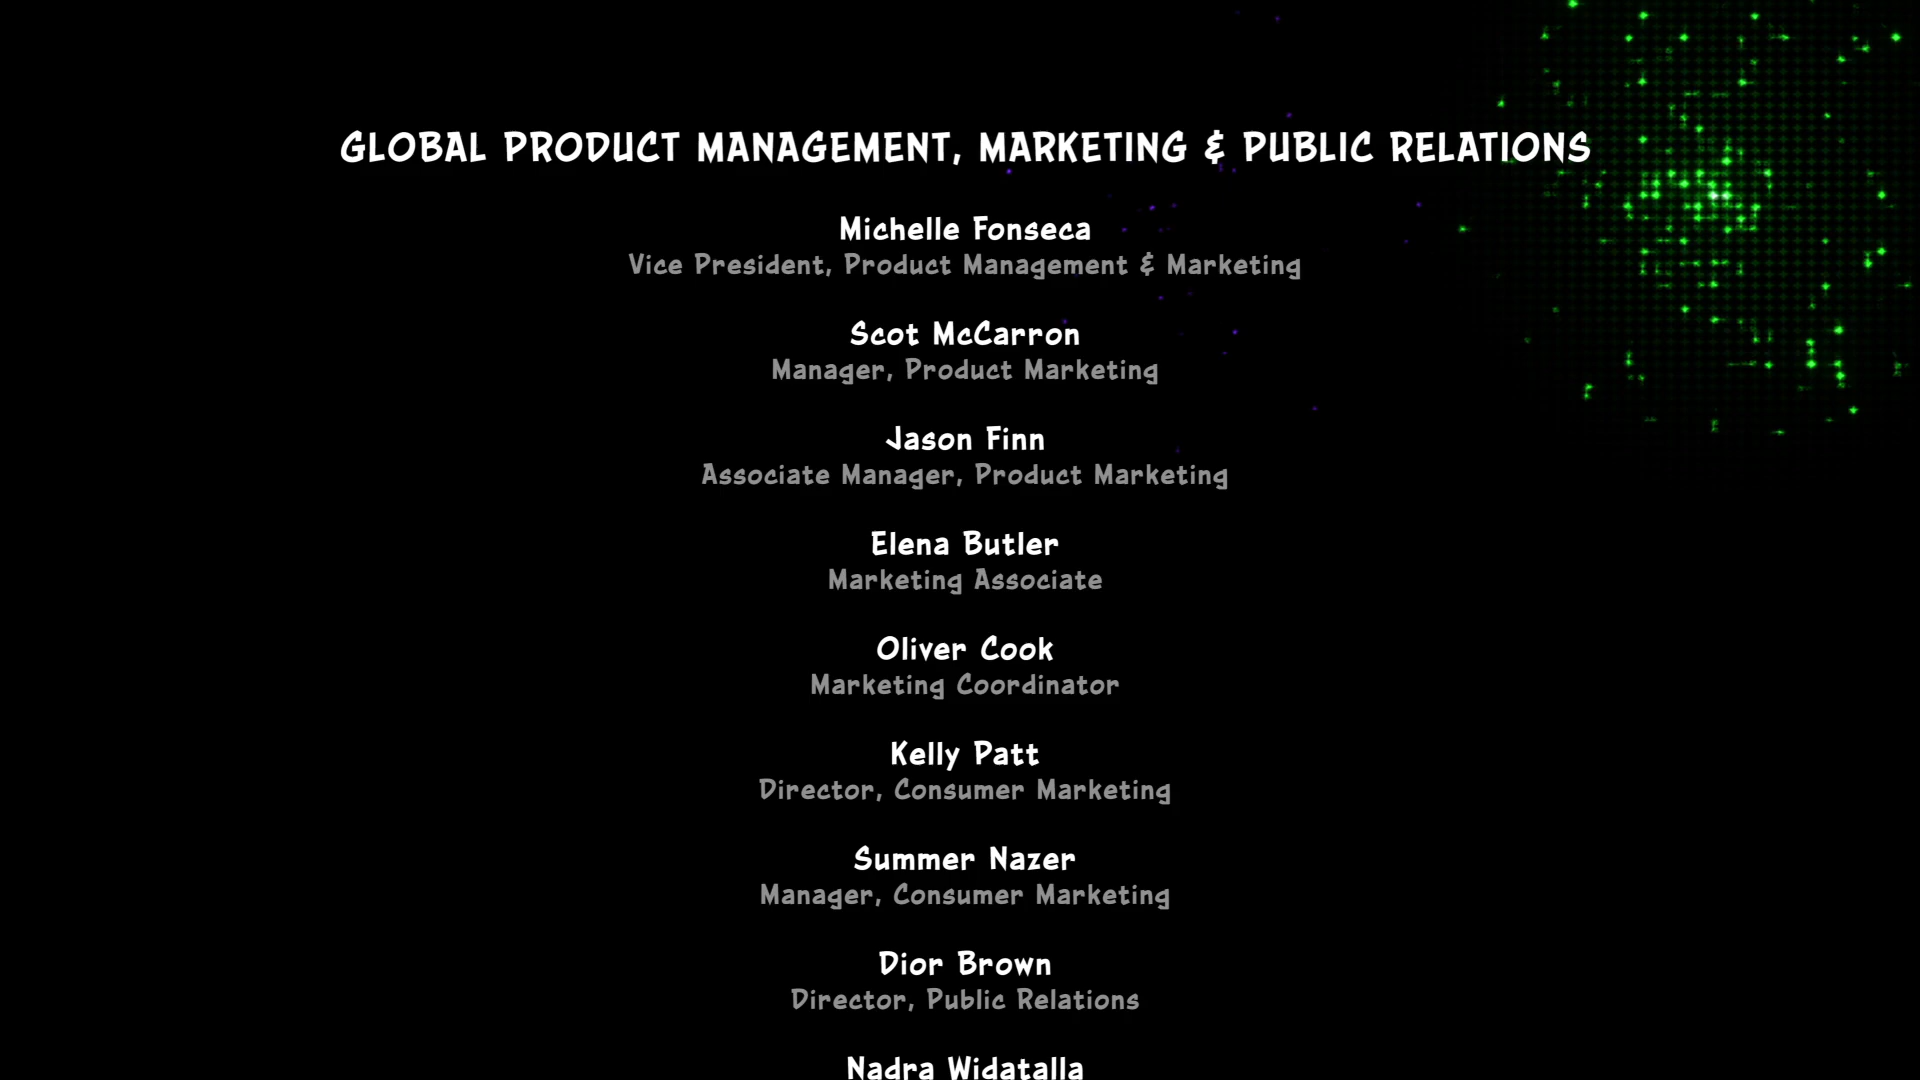 GLOBAL PRODUCT MANAGEMENT, MARKETING & PUBLIC RELATIONS
Michelle Fonseca
Vice President, Product Management & Marketing
Scot McCarron
Manager, Product Marketing
Jason Finn
Associate Manager, Product Marketing
Elena Butler
Marketing Associate
Oliver Cook
Marketing Coordinator
Kelly Patt
Director, Consumer Marketing
Summer Nazer
Manager, Consumer Marketing
Dior Brown
Director, Public Relations
Nadra Widatalla